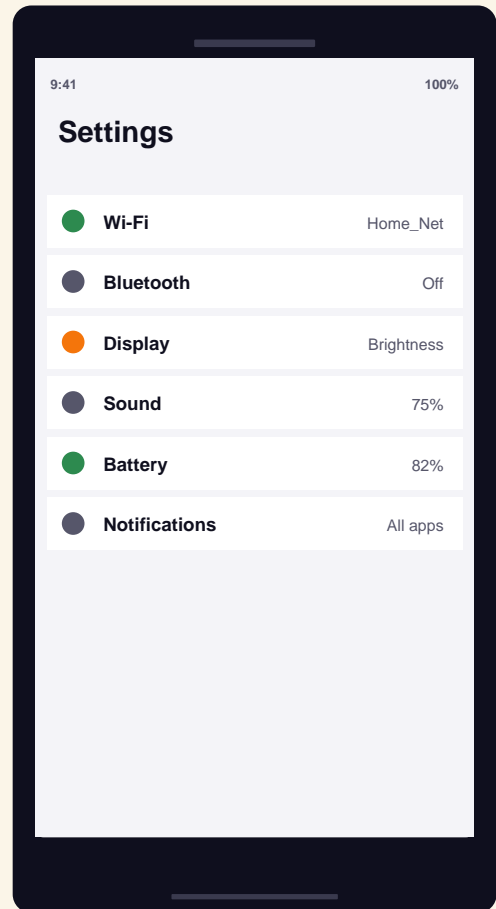 9:41 100%
Settings
Wi-Fi Home_Net
Bluetooth Off
Display Brightness
Sound 75%
Battery 82%
Notifications All apps